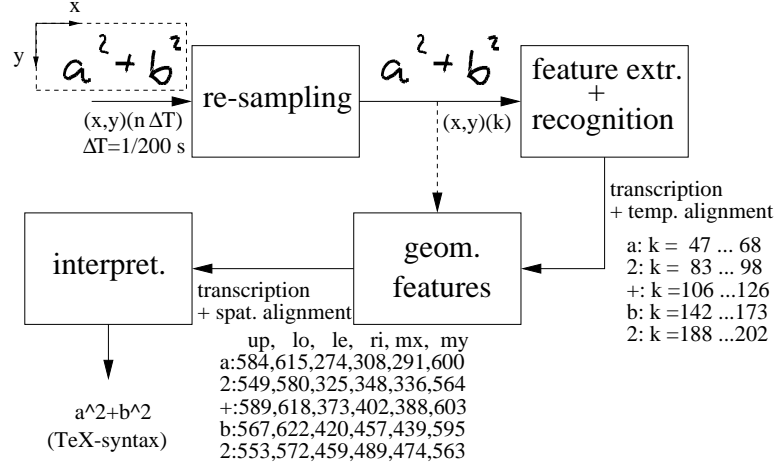 x
y
a² + b²
a² + b²
re-sampling
feature extr.
+
recognition
(x,y)(n ΔT)
ΔT=1/200 s
(x,y)(k)
transcription
+ temp. alignment
a: k = 47 ... 68
2: k = 83 ... 98
+: k =106 ...126
b: k =142 ...173
2: k =188 ...202
geom.
features
interpret.
transcription
+ spat. alignment
up, lo, le, ri, mx, my
a:584,615,274,308,291,600
2:549,580,325,348,336,564
+:589,618,373,402,388,603
b:567,622,420,457,439,595
2:553,572,459,489,474,563
a^2+b^2
(TeX-syntax)